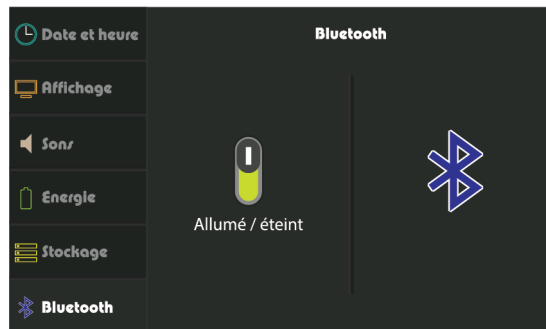 Date et heure
Bluetooth
Affichage
Sons
Energie
Allumé / éteint
Stockage
Bluetooth